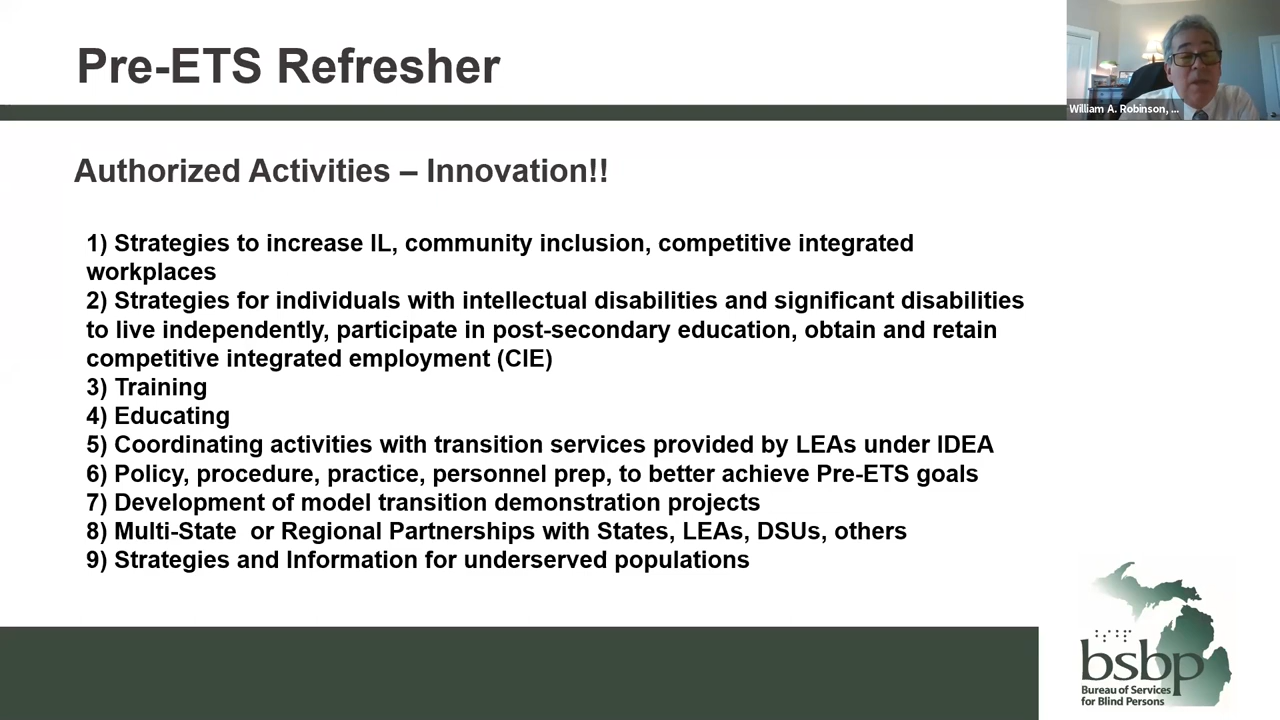 Pre-ETS Refresher
William A. Robinson, ...
Authorized Activities – Innovation!!
1) Strategies to increase IL, community inclusion, competitive integrated
workplaces
2) Strategies for individuals with intellectual disabilities and significant disabilities
to live independently, participate in post-secondary education, obtain and retain
competitive integrated employment (CIE)
3) Training
4) Educating
5) Coordinating activities with transition services provided by LEAs under IDEA
6) Policy, procedure, practice, personnel prep, to better achieve Pre-ETS goals
7) Development of model transition demonstration projects
8) Multi-State  or Regional Partnerships with States, LEAs, DSUs, others
9) Strategies and Information for underserved populations
bsbp
Bureau of Services
for Blind Persons